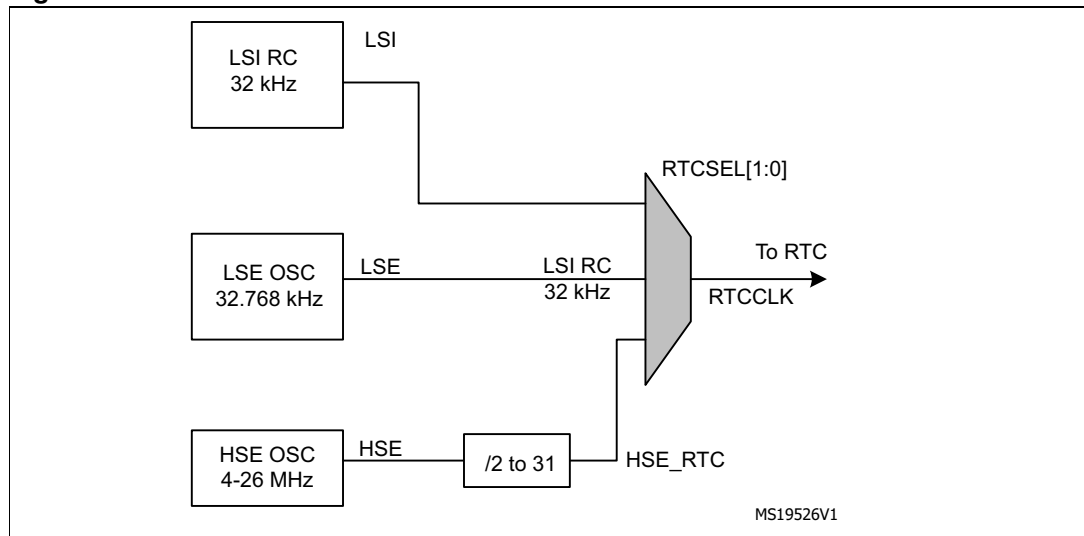 LSI RC
32 kHz
LSI
RTCSEL[1:0]
LSE OSC
32.768 kHz
LSE
LSI RC
32 kHz
To RTC
RTCCLK
HSE OSC
4-26 MHz
HSE
/2 to 31
HSE_RTC
MS19526V1